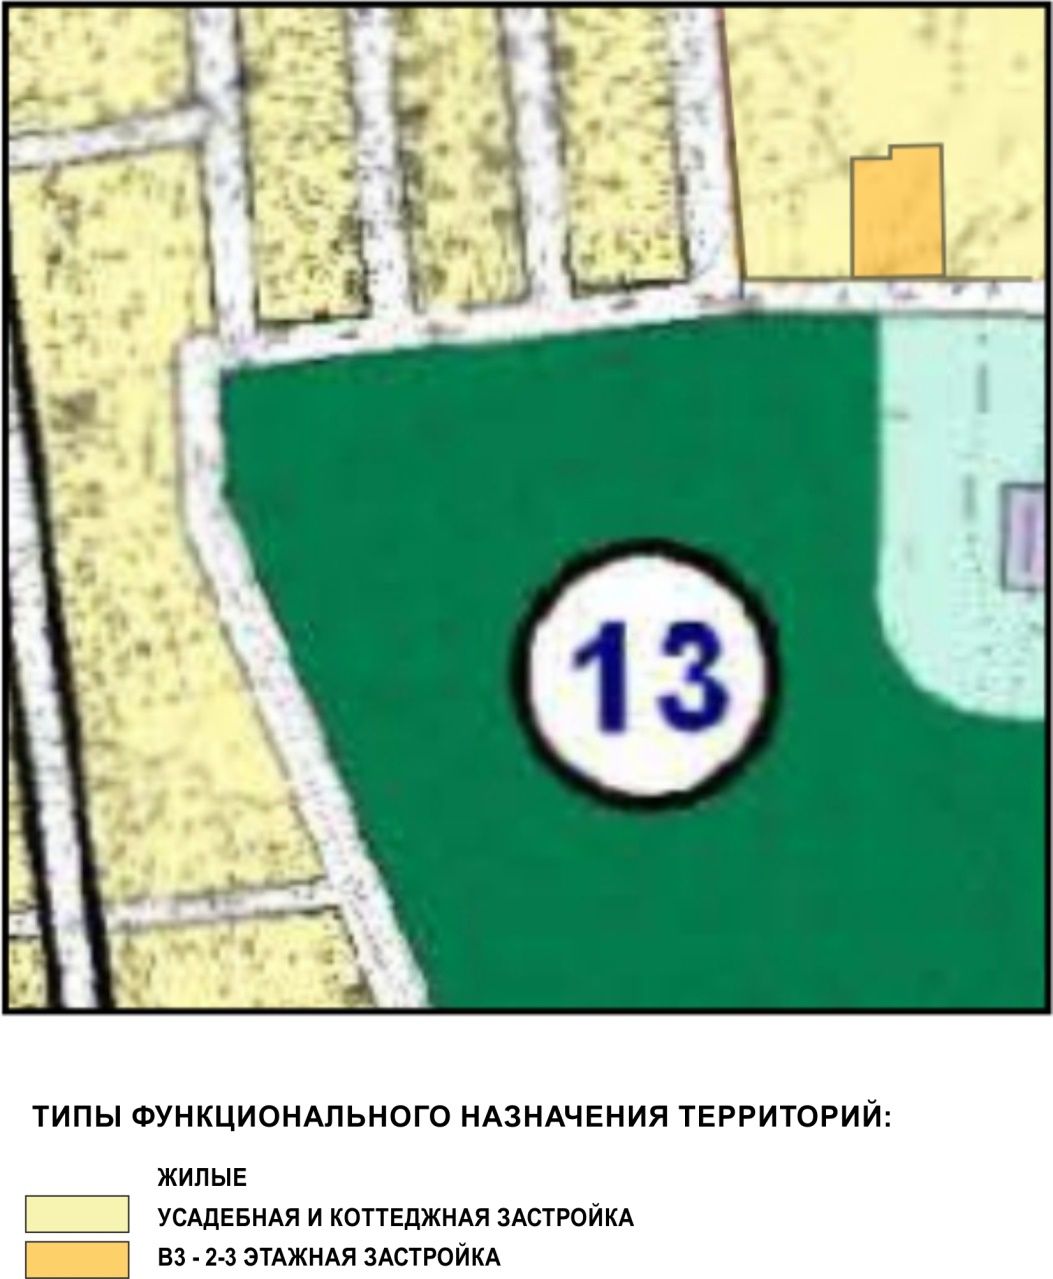 13
ТИПЫ ФУНКЦИОНАЛЬНОГО НАЗНАЧЕНИЯ ТЕРРИТОРИЙ:
ЖИЛЫЕ
УСАДЕБНАЯ И КОТТЕДЖНАЯ ЗАСТРОЙКА
В3 - 2-3 ЭТАЖНАЯ ЗАСТРОЙКА